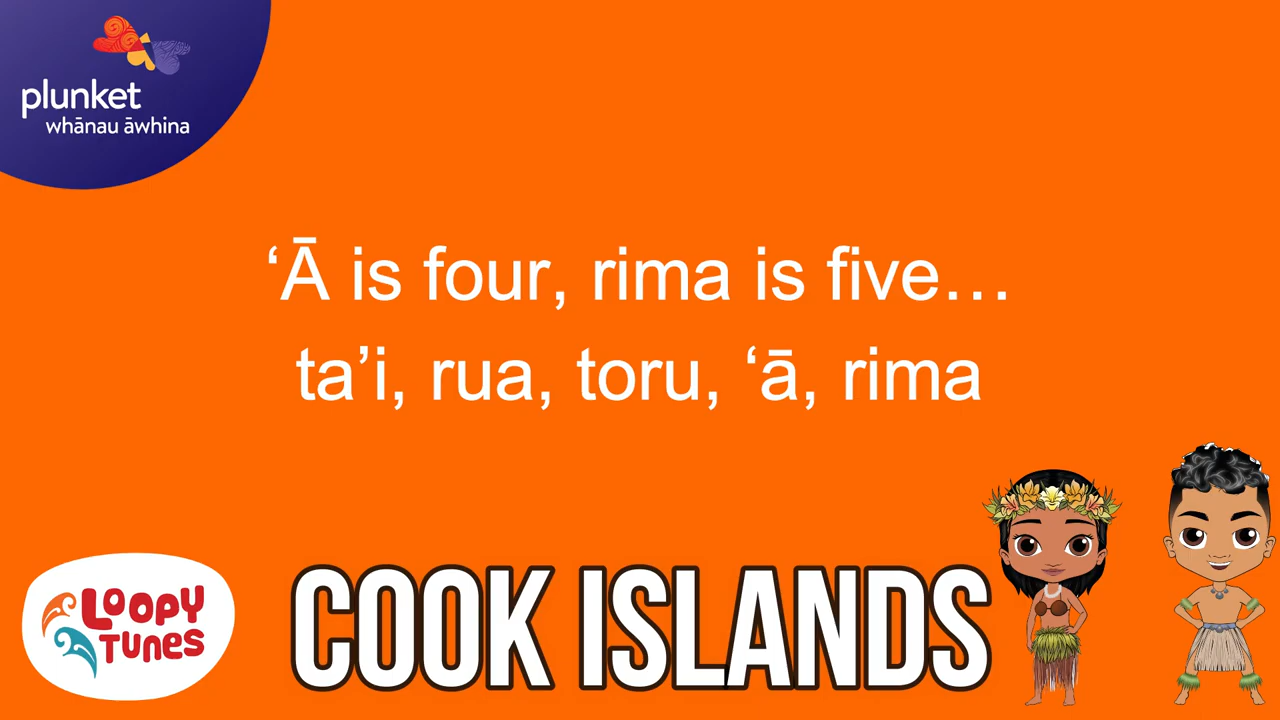 plunket
whānau āwhina
‘Ā is four, rima is five…
ta’i, rua, toru, ‘ā, rima
LOOPY
TUNES
COOK ISLANDS